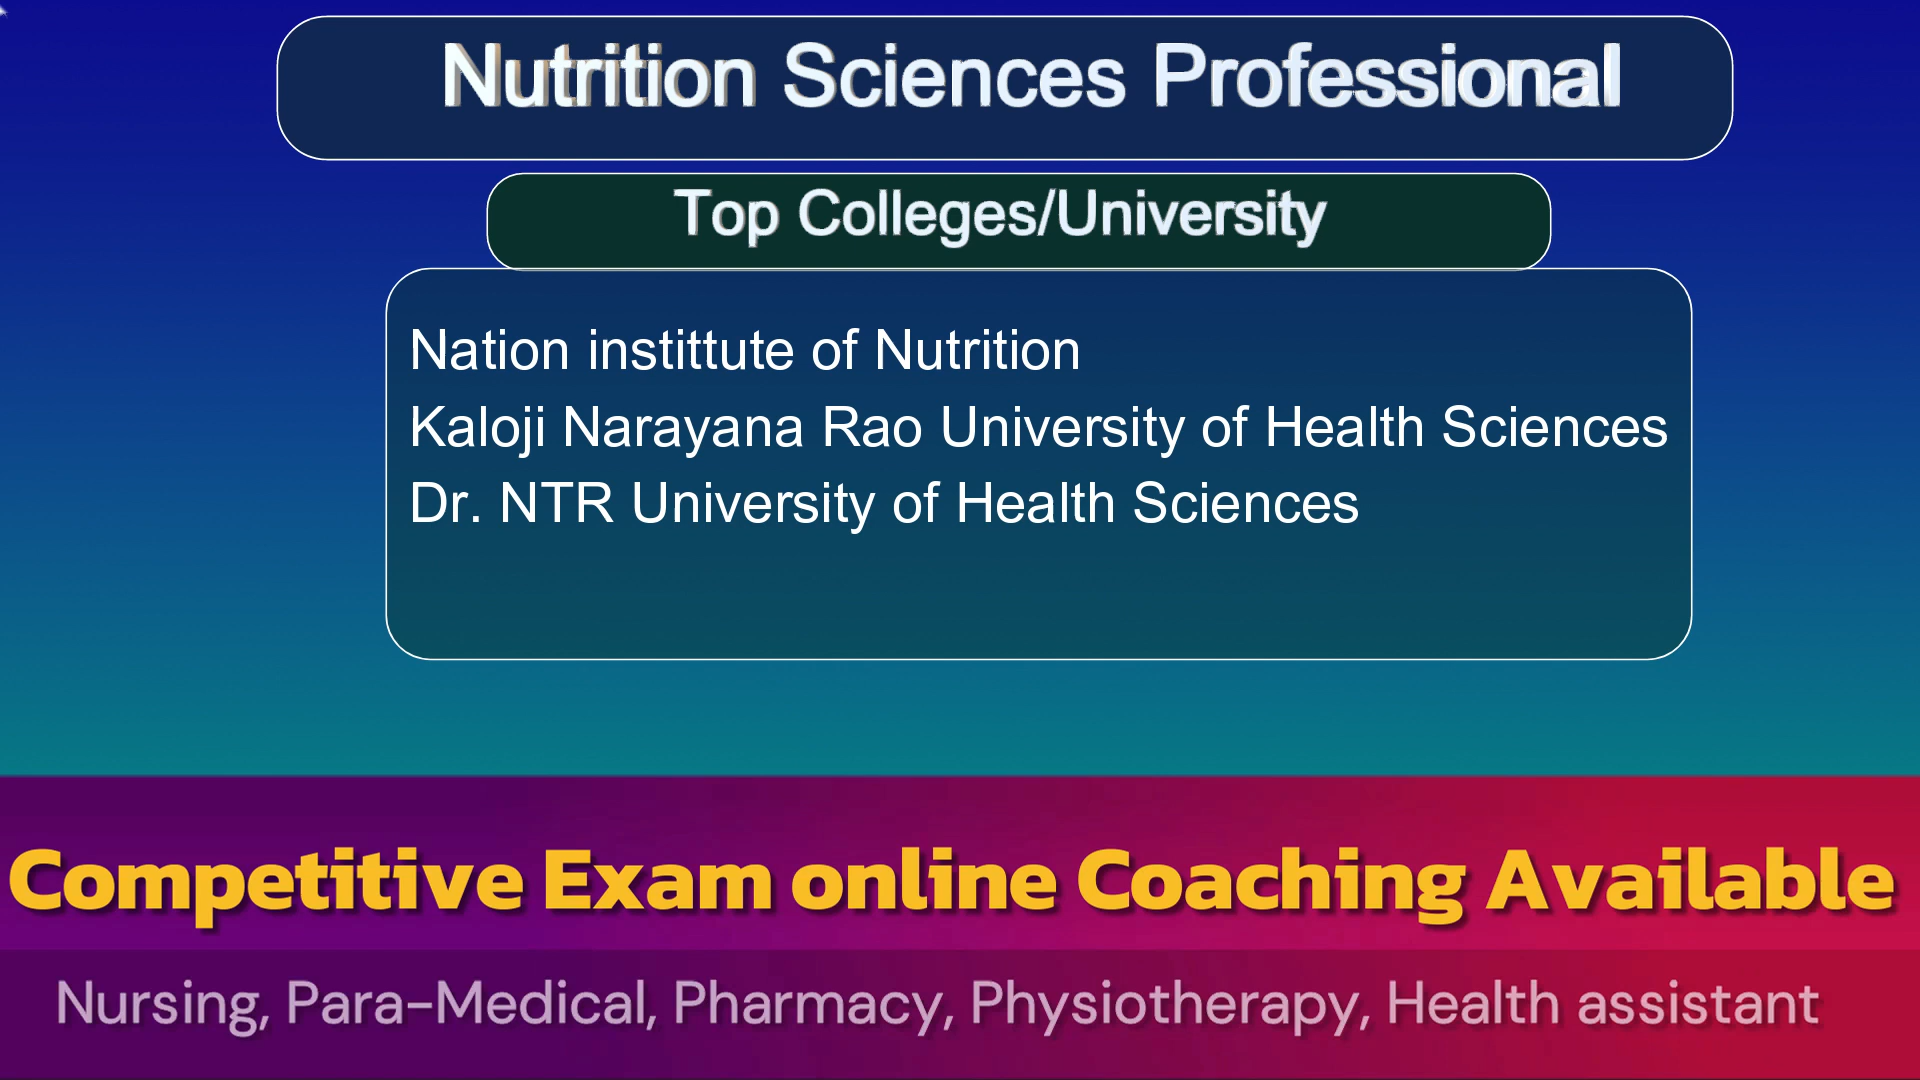 Nutrition Sciences Professional
Top Colleges/University
Nation instittute of Nutrition
Kaloji Narayana Rao University of Health Sciences
Dr. NTR University of Health Sciences
Competitive Exam online Coaching Available
Nursing, Para-Medical, Pharmacy, Physiotherapy, Health assistant